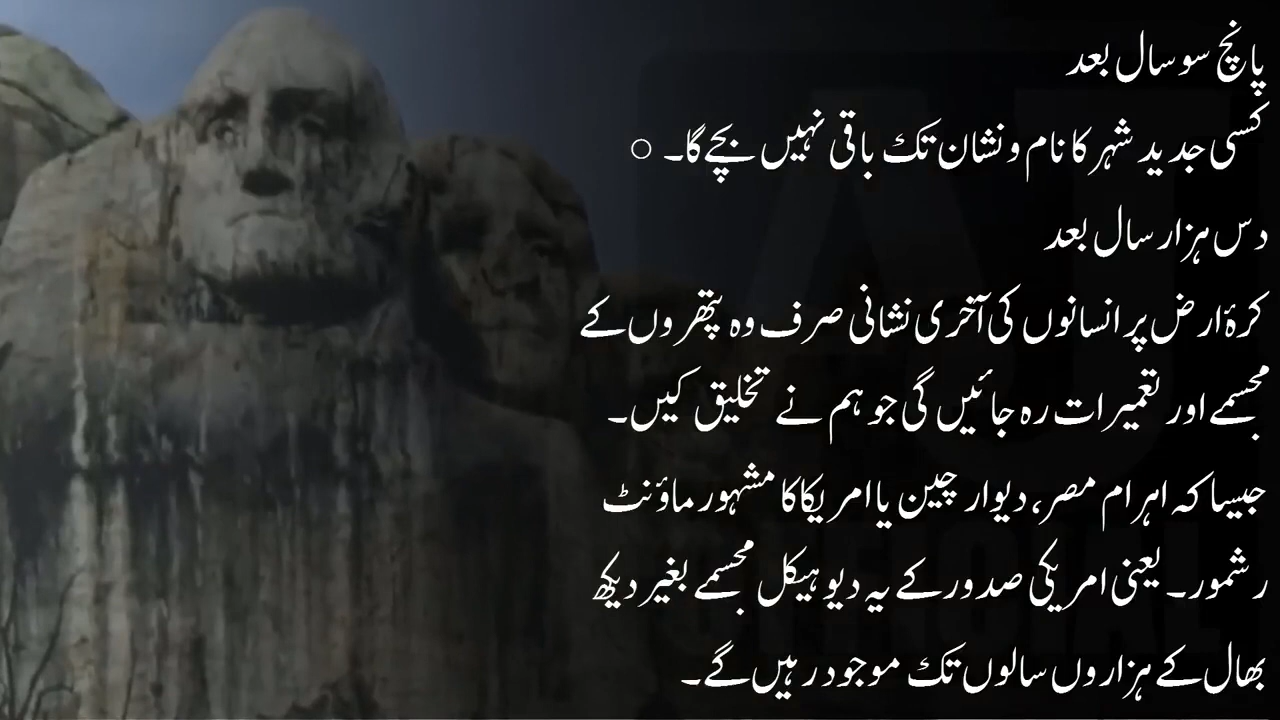 پانچ سو سال بعد
کسی جدید شہر کا نام و نشان تک باقی نہیں بچے گا۔ ○
دس ہزار سال بعد
کرۂ ارض پر انسانوں کی آخری نشانی صرف وہ پتھروں کے
مجسمے اور تعمیرات رہ جائیں گی جو ہم نے تخلیق کیں۔
جیسا کہ اہرام مصر، دیوار چین یا امریکا کا مشہور ماؤنٹ
رشمور۔ یعنی امریکی صدور کے یہ دیو ہیکل مجسمے بغیر دیکھ
بھال کے ہزاروں سالوں تک موجود رہیں گے۔
AJ
OFFICIAL